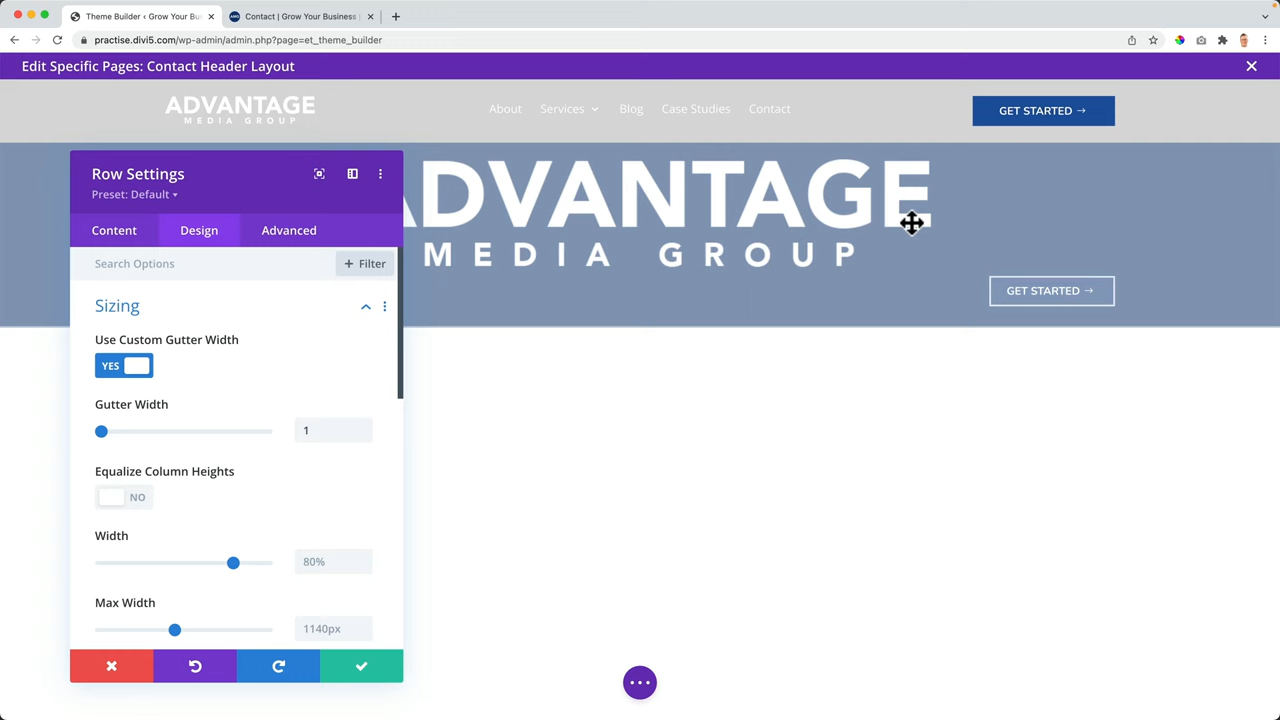 Theme Builder ‹ Grow Your Bu
Contact | Grow Your Business |
practise.divi5.com/wp-admin/admin.php?page=et_theme_builder
Edit Specific Pages: Contact Header Layout
ADVANTAGE
MEDIA GROUP
About Services Blog Case Studies Contact
GET STARTED →
ADVANTAGE
MEDIA GROUP
GET STARTED →
Row Settings
Preset: Default
Content Design Advanced
Search Options
+ Filter
Sizing
Use Custom Gutter Width
YES
Gutter Width
1
Equalize Column Heights
NO
Width
80%
Max Width
1140px